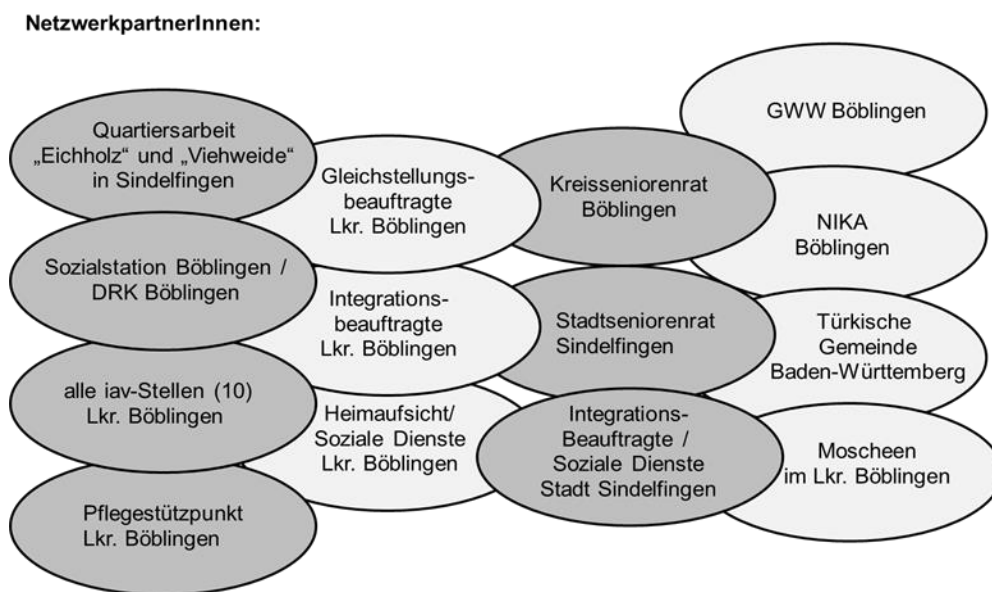 NetzwerkpartnerInnen:
Quartiersarbeit
„Eichholz“ und „Viehweide“
in Sindelfingen
Sozialstation Böblingen /
DRK Böblingen
alle iav-Stellen (10)
Lkr. Böblingen
Pflegestützpunkt
Lkr. Böblingen
Gleichstellungs-
beauftragte
Lkr. Böblingen
Integrations-
beauftragte
Lkr. Böblingen
Heimaufsicht/
Soziale Dienste
Lkr. Böblingen
Kreisseniorenrat
Böblingen
Stadtseniorenrat
Sindelfingen
Integrations-
Beauftragte /
Soziale Dienste
Stadt Sindelfingen
GWW Böblingen
NIKA
Böblingen
Türkische
Gemeinde
Baden-Württemberg
Moscheen
im Lkr. Böblingen